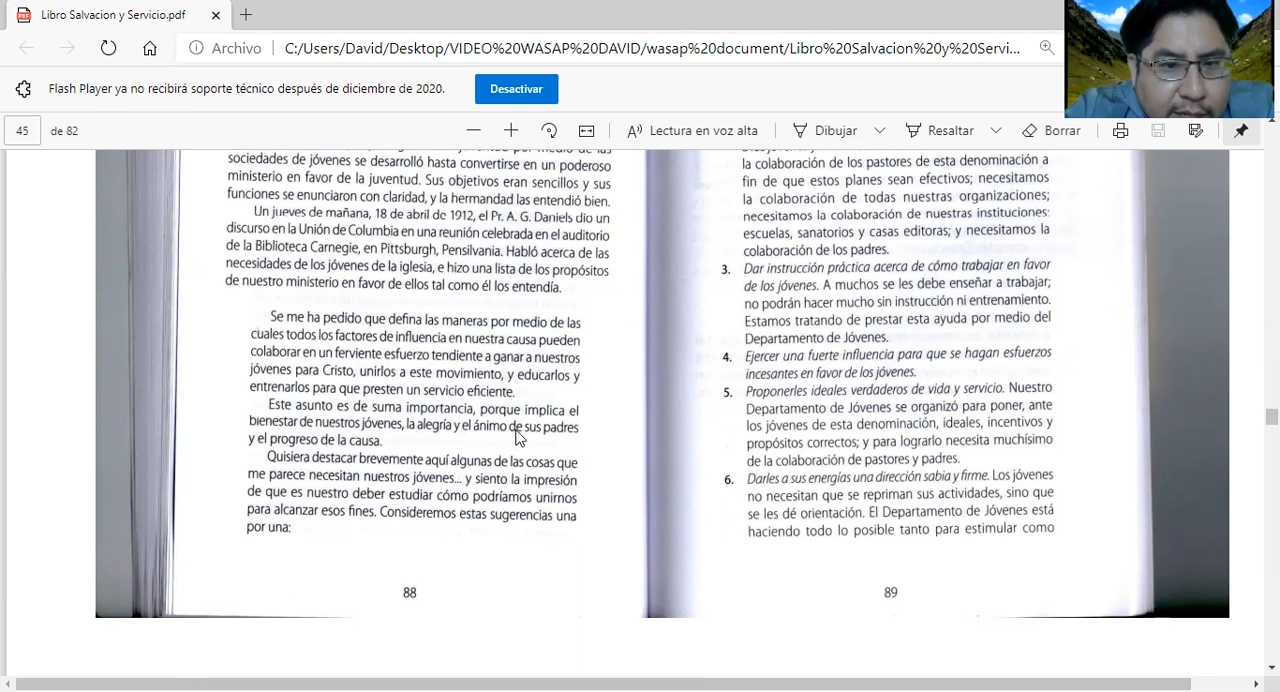 Libro Salvacion y Servicio.pdf
Archivo
C:/Users/David/Desktop/VIDEO%20WASAP%20DAVID/wasap%20document/Libro%20Salvacion%20y%20Servi...
Flash Player ya no recibirá soporte técnico después de diciembre de 2020.
Desactivar
45 de 82
Lectura en voz alta
Dibujar
Resaltar
Borrar
sociedades de jóvenes se desarrolló hasta convertirse en un poderoso
ministerio en favor de la juventud. Sus objetivos eran sencillos y sus
funciones se enunciaron con claridad, y la hermandad las entendió bien.
Un jueves de mañana, 18 de abril de 1912, el Pr. A. G. Daniels dio un
discurso en la Unión de Columbia en una reunión celebrada en el auditorio
de la Biblioteca Carnegie, en Pittsburgh, Pensilvania. Habló acerca de las
necesidades de los jóvenes de la iglesia, e hizo una lista de los propósitos
de nuestro ministerio en favor de ellos tal como él los entendía.
Se me ha pedido que defina las maneras por medio de las
cuales todos los factores de influencia en nuestra causa pueden
colaborar en un ferviente esfuerzo tendiente a ganar a nuestros
jóvenes para Cristo, unirlos a este movimiento, y educarlos y
entrenarlos para que presten un servicio eficiente.
Este asunto es de suma importancia, porque implica el
bienestar de nuestros jóvenes, la alegría y el ánimo de sus padres
y el progreso de la causa.
Quisiera destacar brevemente aquí algunas de las cosas que
me parece necesitan nuestros jóvenes... y siento la impresión
de que es nuestro deber estudiar cómo podríamos unirnos
para alcanzar esos fines. Consideremos estas sugerencias una
por una:
88
la colaboración de los pastores de esta denominación a
fin de que estos planes sean efectivos; necesitamos
la colaboración de todas nuestras organizaciones;
necesitamos la colaboración de nuestras instituciones:
escuelas, sanatorios y casas editoras; y necesitamos la
colaboración de los padres.
3. Dar instrucción práctica acerca de cómo trabajar en favor
de los jóvenes. A muchos se les debe enseñar a trabajar;
no podrán hacer mucho sin instrucción ni entrenamiento.
Estamos tratando de prestar esta ayuda por medio del
Departamento de Jóvenes.
4. Ejercer una fuerte influencia para que se hagan esfuerzos
incesantes en favor de los jóvenes.
5. Proponerles ideales verdaderos de vida y servicio. Nuestro
Departamento de Jóvenes se organizó para poner, ante
los jóvenes de esta denominación, ideales, incentivos y
propósitos correctos; y para lograrlo necesita muchísimo
de la colaboración de pastores y padres.
6. Darles a sus energías una dirección sabia y firme. Los jóvenes
no necesitan que se repriman sus actividades, sino que
se les dé orientación. El Departamento de Jóvenes está
haciendo todo lo posible tanto para estimular como
89